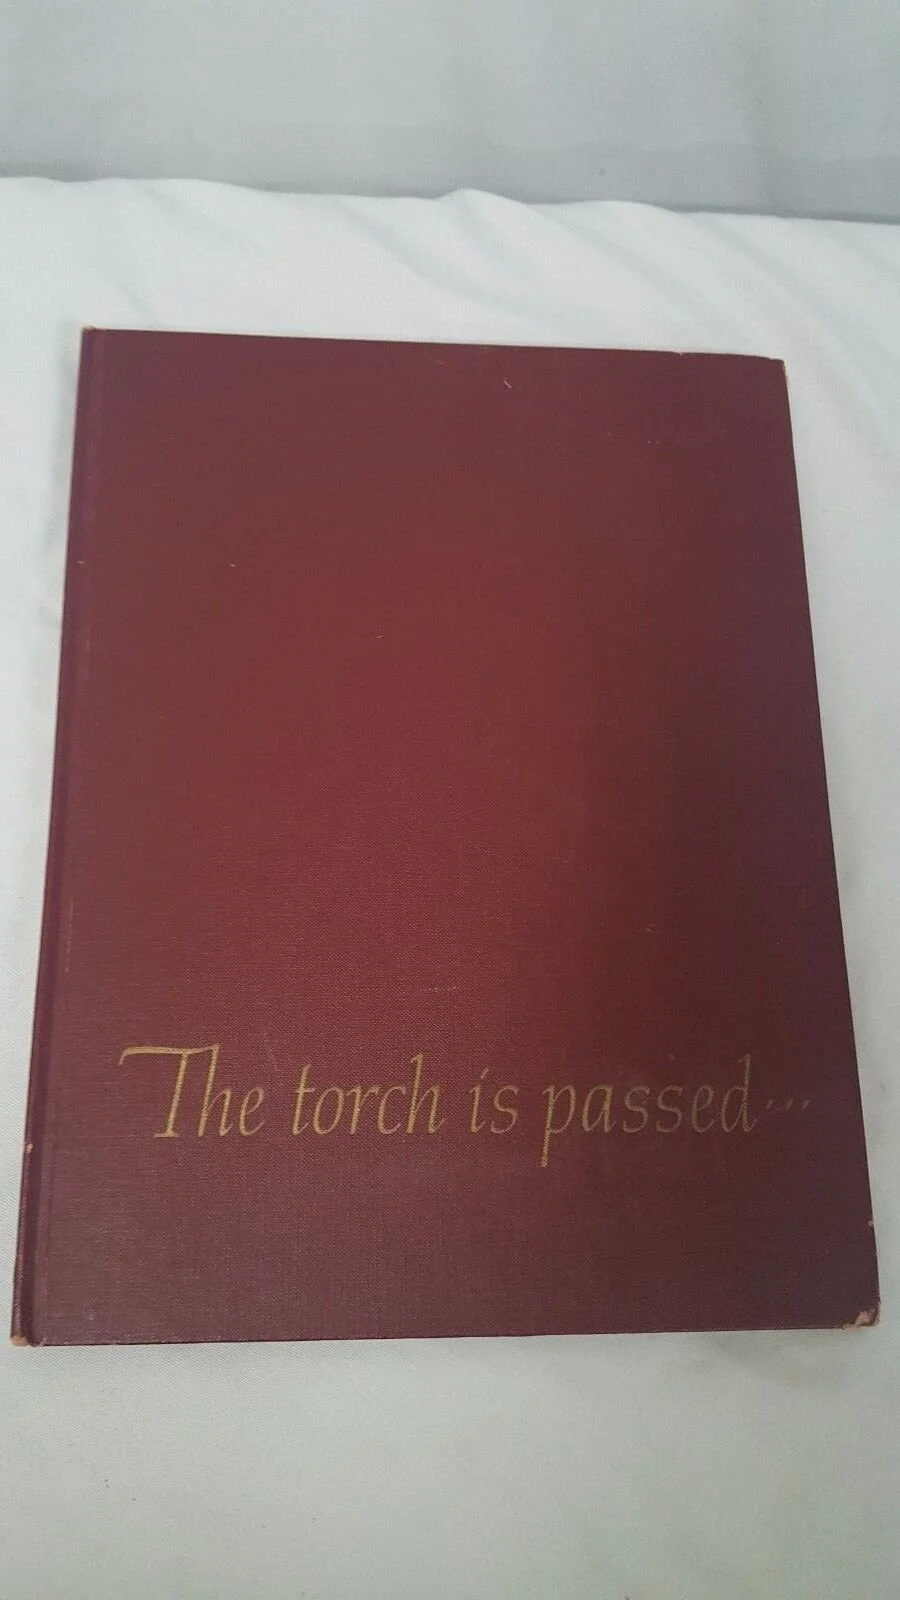 The torch is passed...